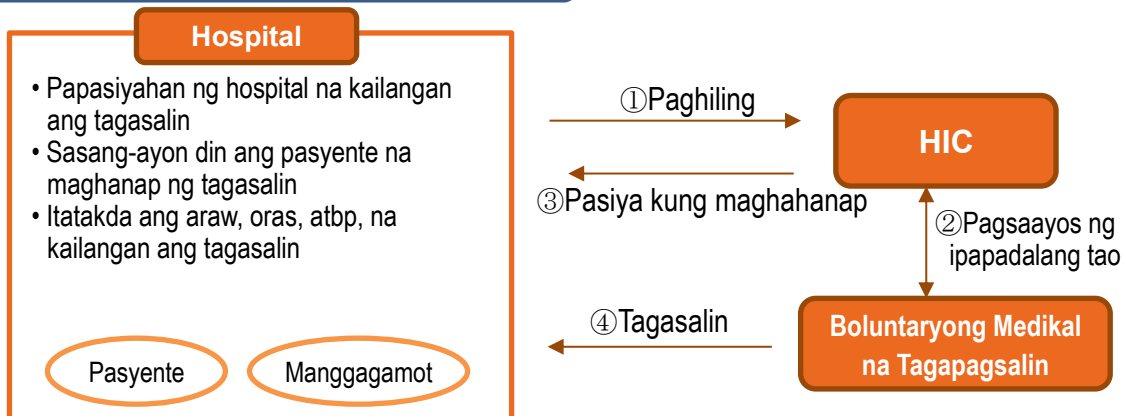 Hospital
• Papasiyahan ng hospital na kailangan
ang tagasalin
• Sasang-ayon din ang pasyente na
maghanap ng tagasalin
• Itatakda ang araw, oras, atbp, na
kailangan ang tagasalin
Pasyente
Manggagamot
①Paghiling
③Pasiya kung maghahanap
HIC
②Pagsaayos ng
ipapadalang tao
④Tagasalin
Boluntaryong Medikal
na Tagapagsalin